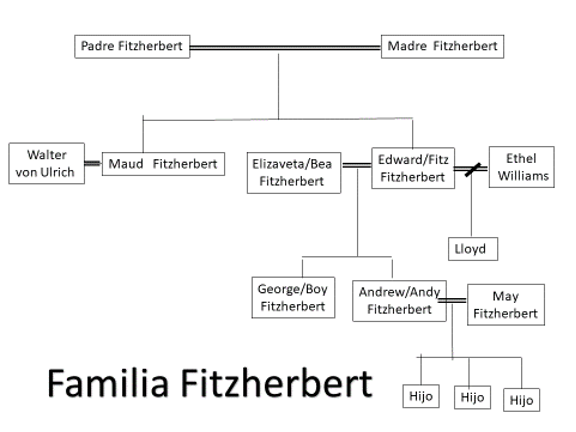 Padre Fitzherbert
Madre Fitzherbert
Walter
von Ulrich
Maud Fitzherbert
Elizaveta/Bea
Fitzherbert
Edward/Fitz
Fitzherbert
Ethel
Williams
Lloyd
George/Boy
Fitzherbert
Andrew/Andy
Fitzherbert
May
Fitzherbert
Familia Fitzherbert
Hijo
Hijo
Hijo